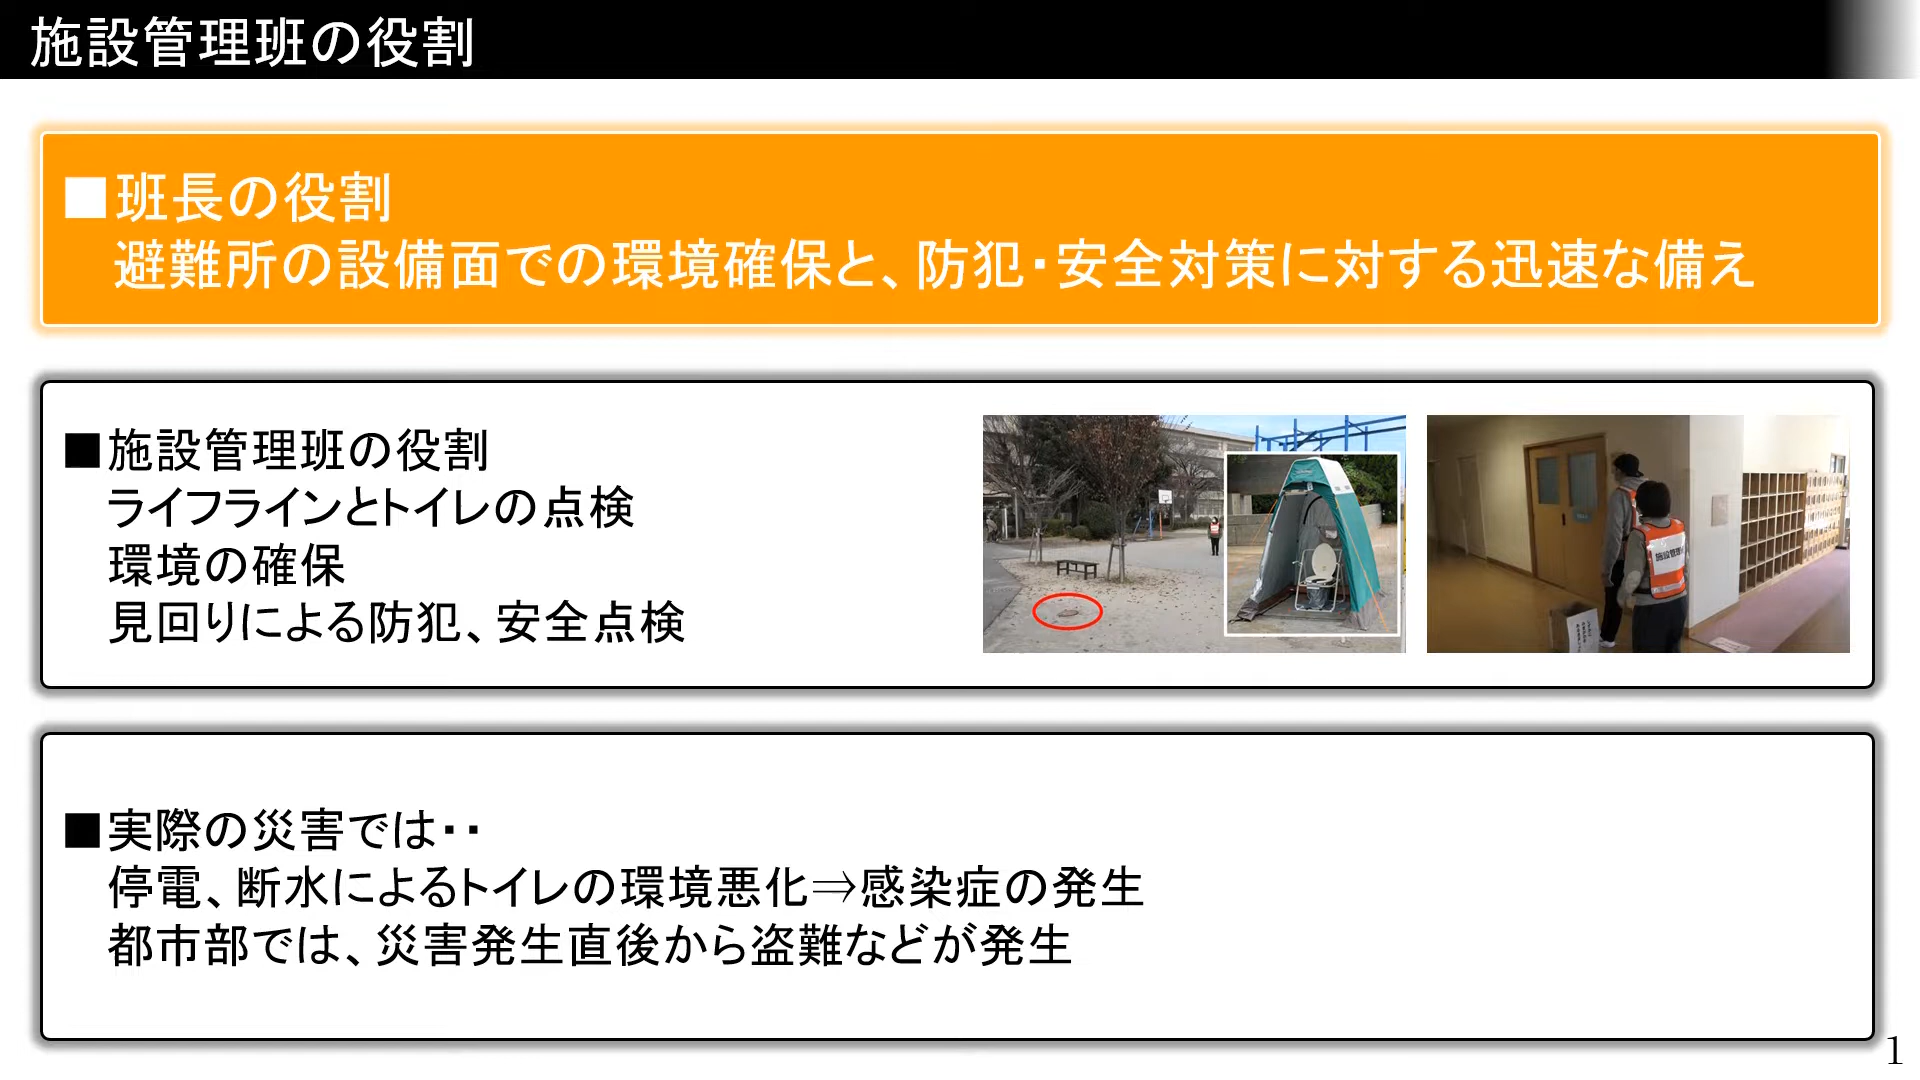 施設管理班の役割
■班長の役割
避難所の設備面での環境確保と、防犯・安全対策に対する迅速な備え
■施設管理班の役割
ライフラインとトイレの点検
環境の確保
見回りによる防犯、安全点検
施設管理
■実際の災害では・・
停電、断水によるトイレの環境悪化⇒感染症の発生
都市部では、災害発生直後から盗難などが発生
1